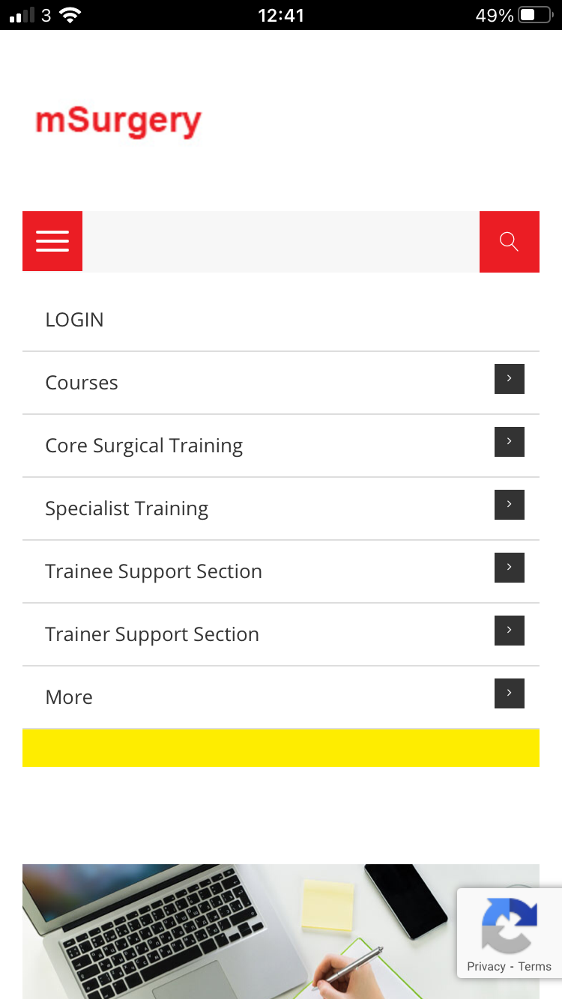 3 12:41 49%
mSurgery
LOGIN
Courses
Core Surgical Training
Specialist Training
Trainee Support Section
Trainer Support Section
More
Privacy - Terms